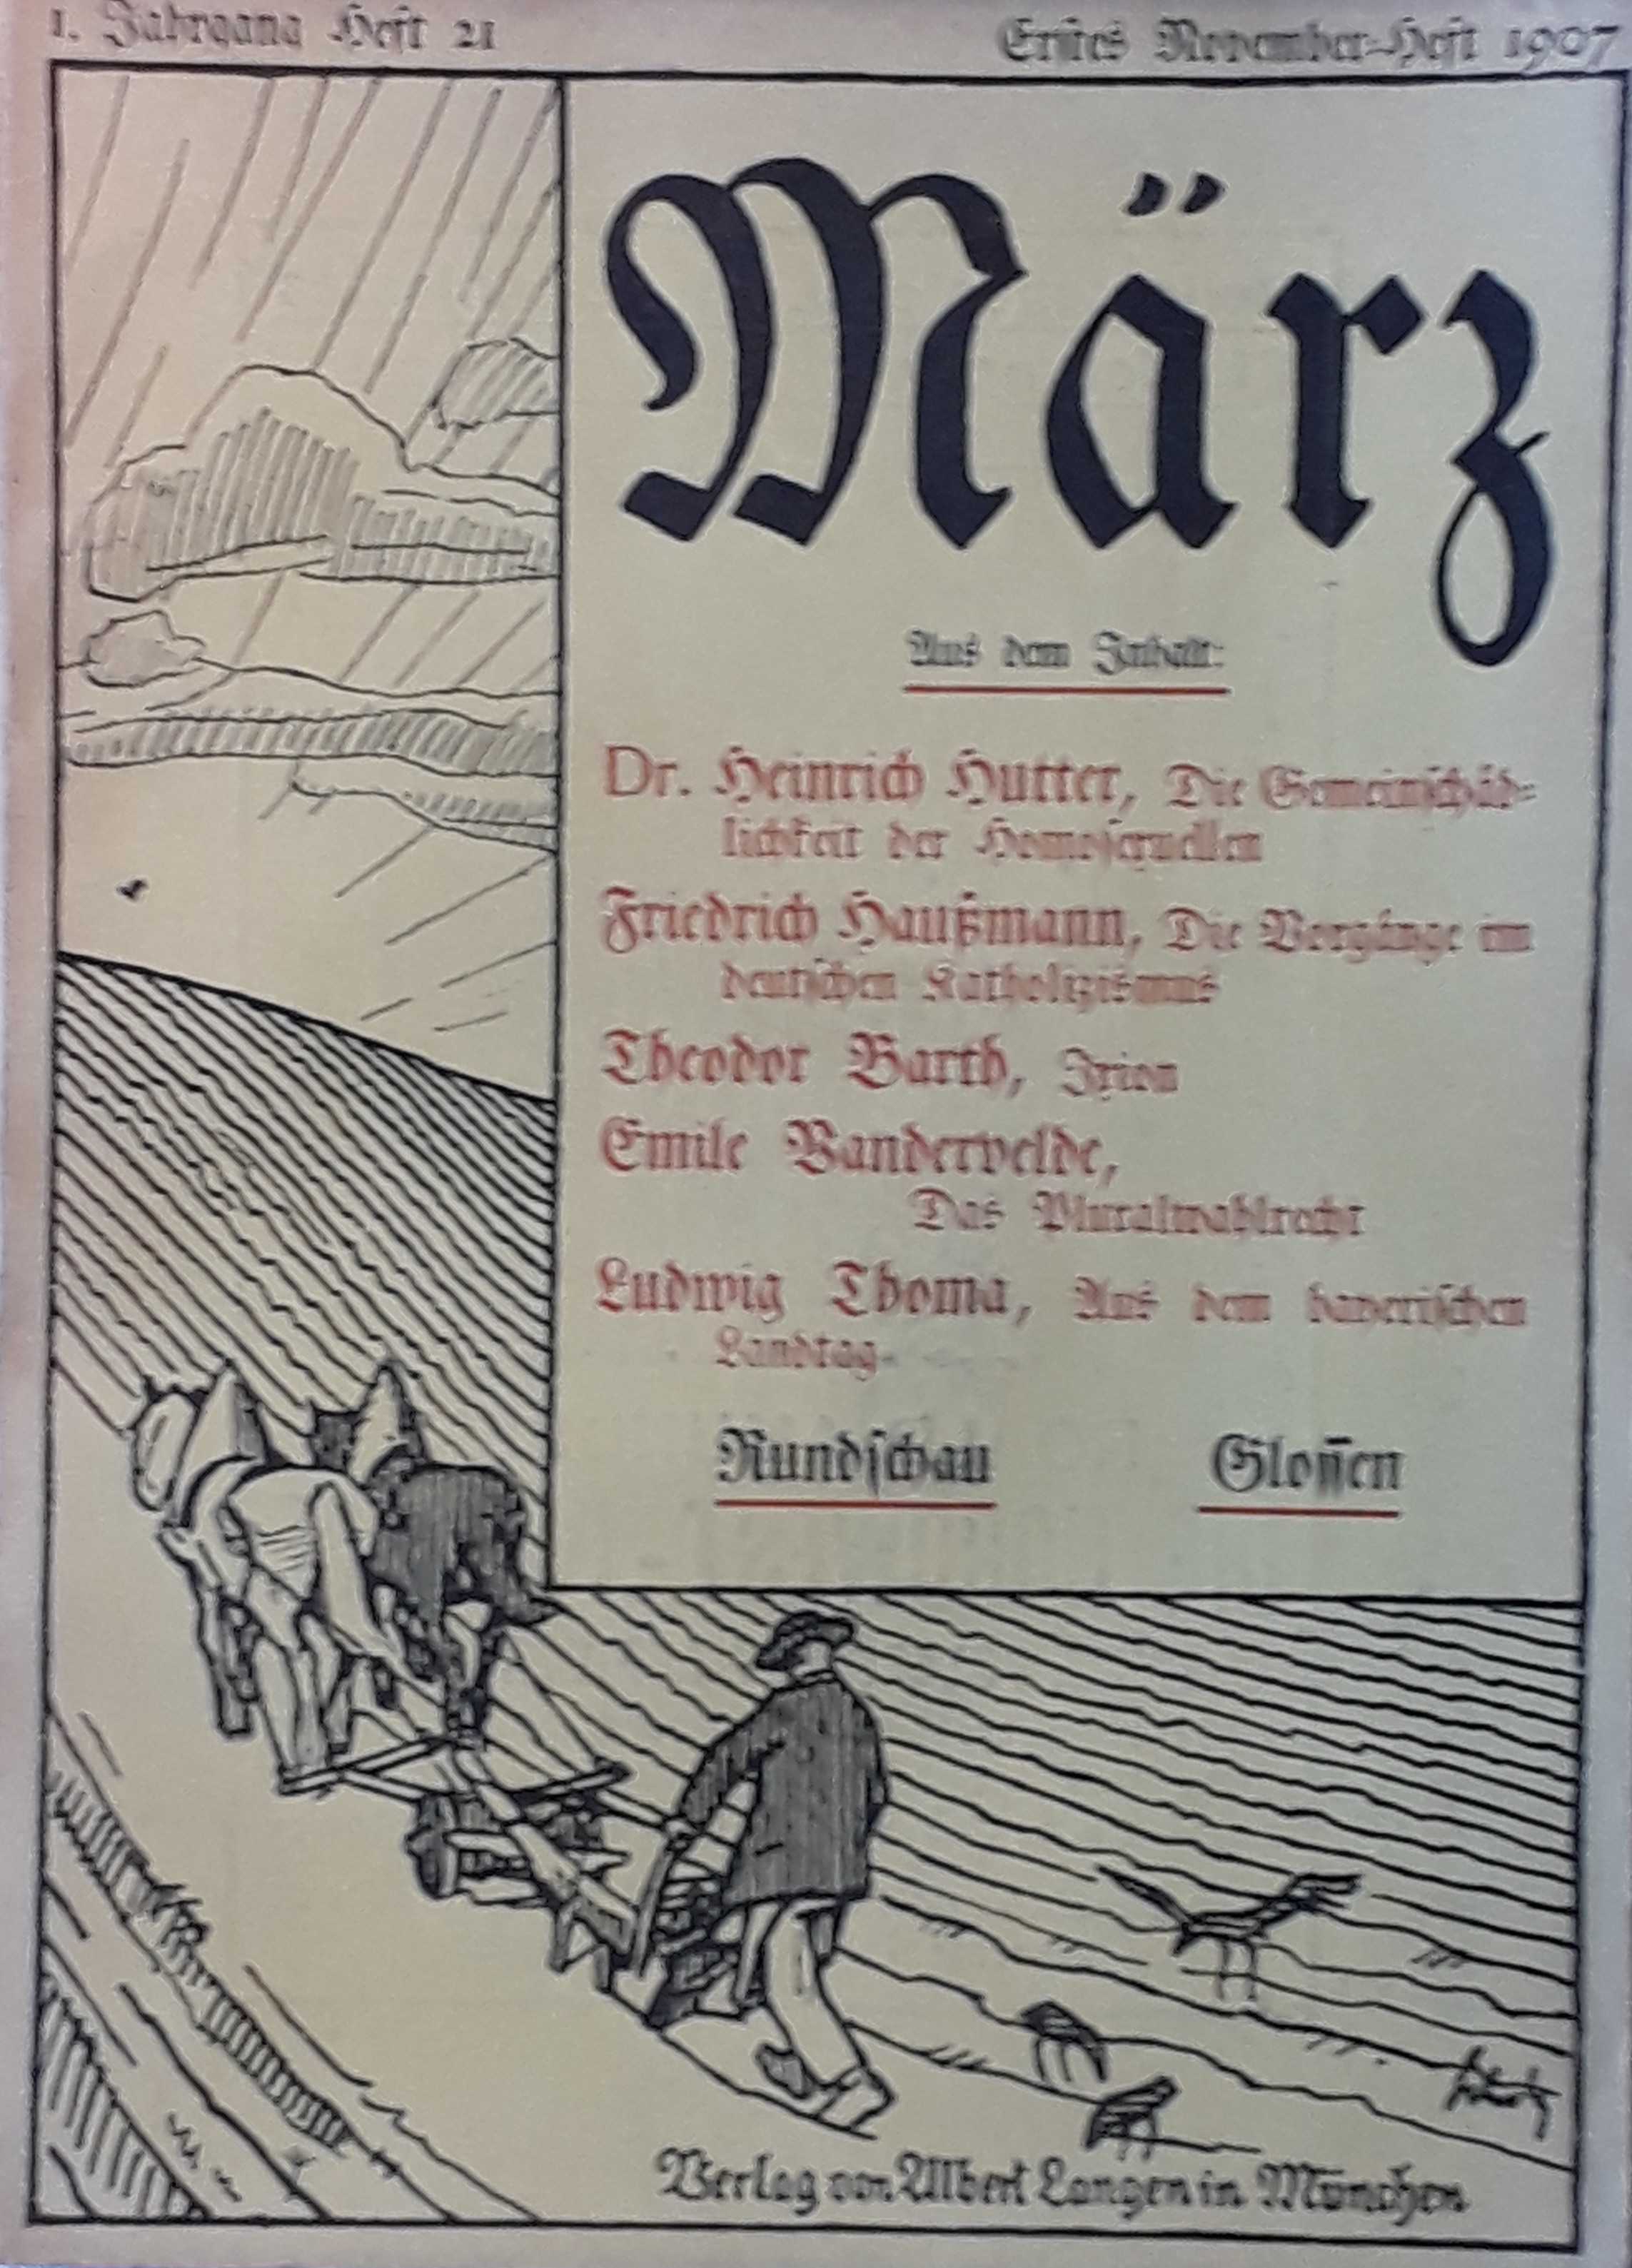 1. Jahrgang Heft 21
Erstes November-Heft 1907
März
Aus dem Inhalt:
Dr. Heinrich Hutter, Die Gemeinschäd-
lichkeit der Homosexuellen
Friedrich Haußmann, Die Vorgänge im
deutschen Katholizismus
Theodor Barth, Ixion
Emile Vandervelde,
Das Pluralwahlrecht
Ludwig Thoma, Aus dem bayerischen
Landtag
Rundschau Glossen
Verlag von Albert Langen in München